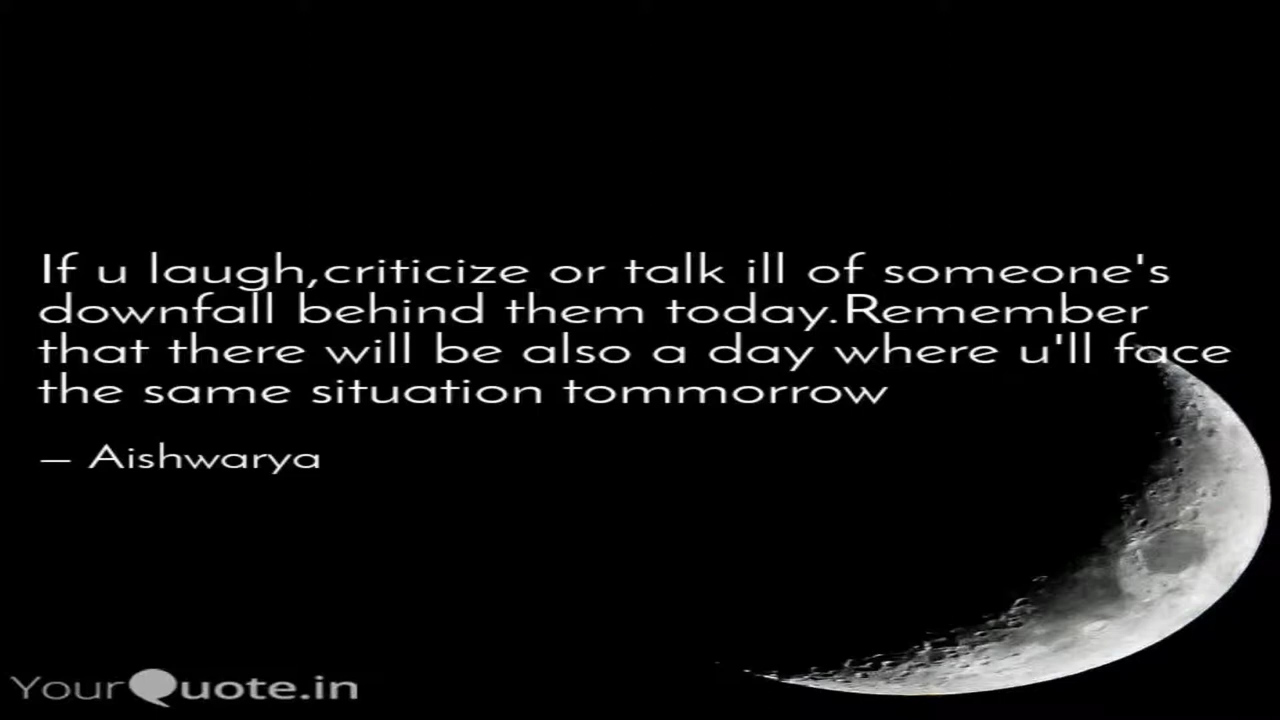 If u laugh,criticize or talk ill of someone's
downfall behind them today.Remember
that there will be also a day where u'll face
the same situation tommorrow
— Aishwarya
YourQuote.in